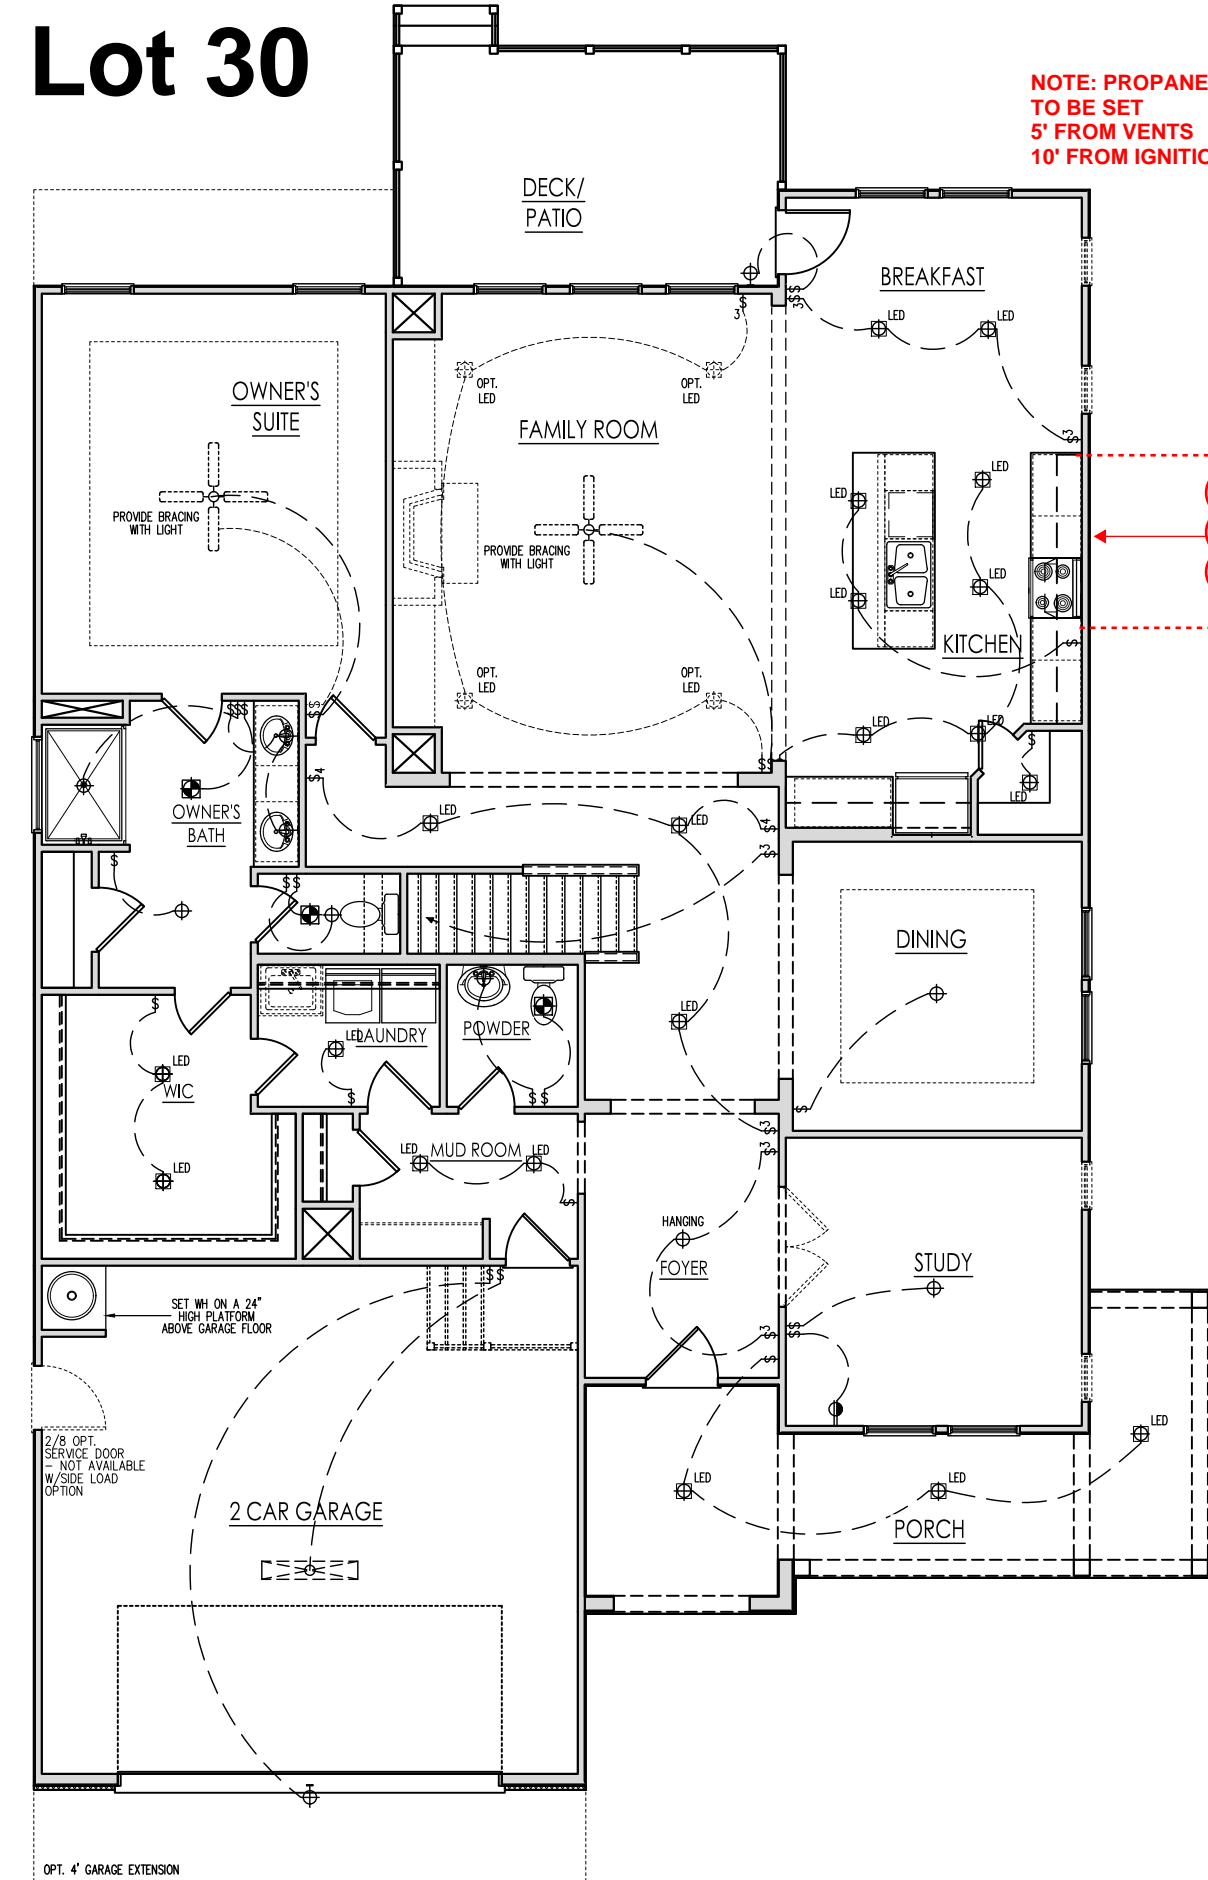 Lot 30
NOTE: PROPANE
TO BE SET
5' FROM VENTS
10' FROM IGNITIO
DECK/
PATIO
BREAKFAST
LED
LED
OWNER'S
SUITE
OPT.
LED
OPT.
LED
FAMILY ROOM
PROVIDE BRACING
WITH LIGHT
PROVIDE BRACING
WITH LIGHT
LED
LED
LED
LED
KITCHEN
OPT.
LED
OPT.
LED
LED
LED
LED
OWNER'S
BATH
LED
LED
DINING
LED
LAUNDRY
LED
POWDER
LED
WIC
LED
MUD ROOM
LED
LED
HANGING
FOYER
STUDY
SET WH ON A 24"
HIGH PLATFORM
ABOVE GARAGE FLOOR
2/8 OPT.
SERVICE DOOR
- NOT AVAILABLE
W/SIDE LOAD
OPTION
2 CAR GARAGE
LED
LED
LED
PORCH
OPT. 4' GARAGE EXTENSION